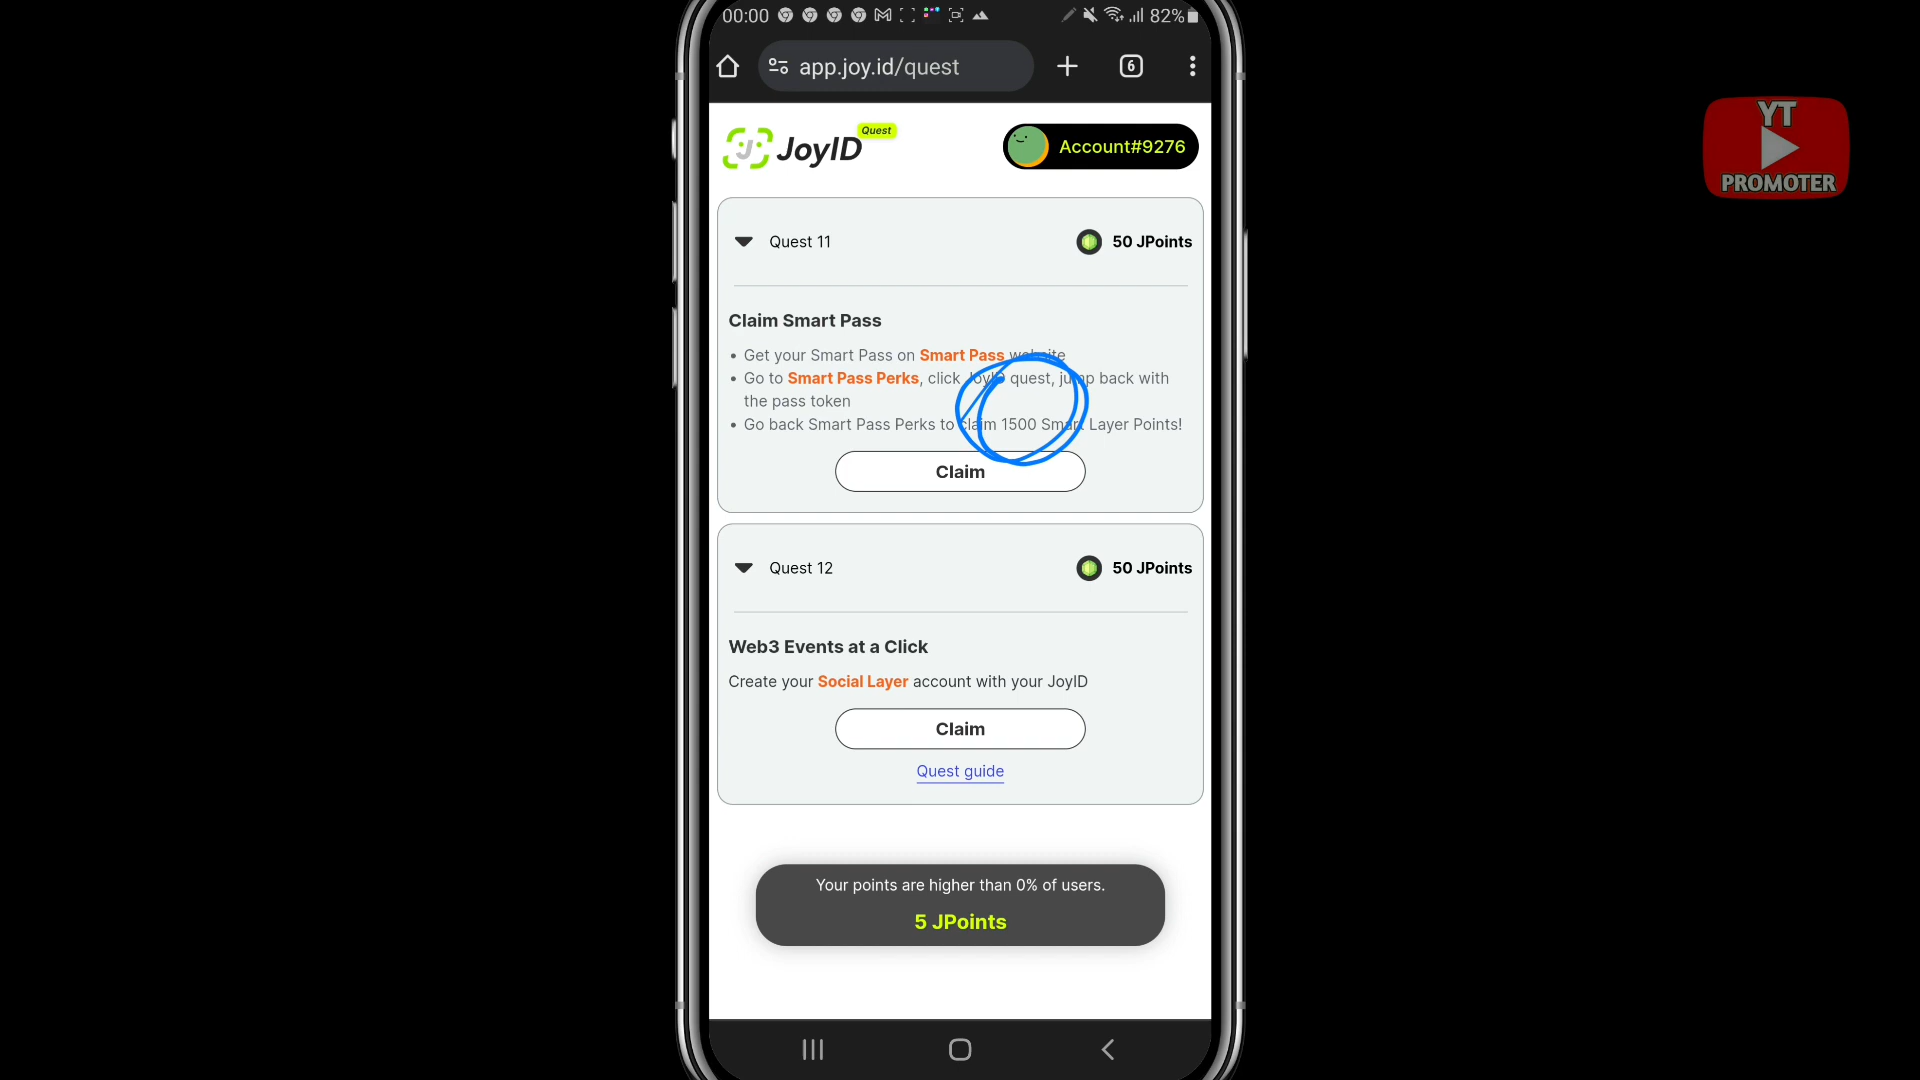 00:00
82%
app.joy.id/quest
6
JoyID Quest
Account#9276
YT
PROMOTER
Quest 11
50 JPoints
Claim Smart Pass
• Get your Smart Pass on Smart Pass website
• Go to Smart Pass Perks, click JoyID quest, jump back with
the pass token
• Go back Smart Pass Perks to claim 1500 Smart Layer Points!
Claim
Quest 12
50 JPoints
Web3 Events at a Click
Create your Social Layer account with your JoyID
Claim
Quest guide
Your points are higher than 0% of users.
5 JPoints